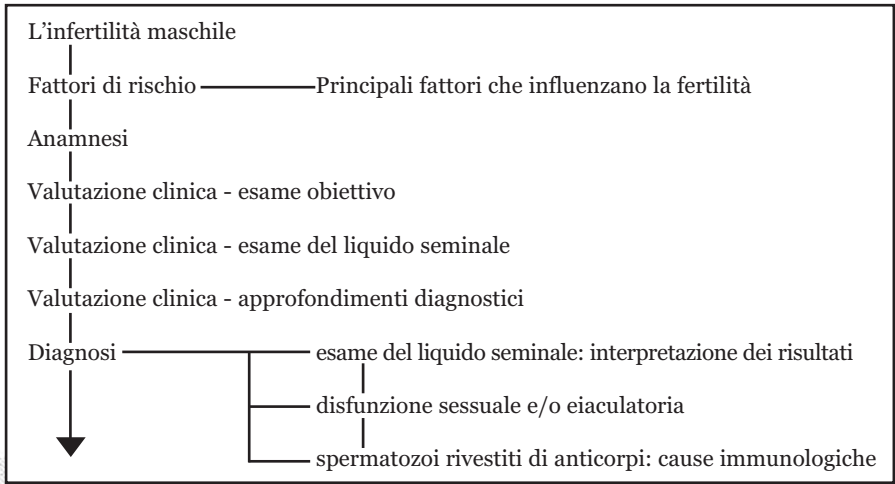 L'infertilità maschile
Fattori di rischio Principali fattori che influenzano la fertilità
Anamnesi
Valutazione clinica - esame obiettivo
Valutazione clinica - esame del liquido seminale
Valutazione clinica - approfondimenti diagnostici
Diagnosi esame del liquido seminale: interpretazione dei risultati
disfunzione sessuale e/o eiaculatoria
spermatozoi rivestiti di anticorpi: cause immunologiche